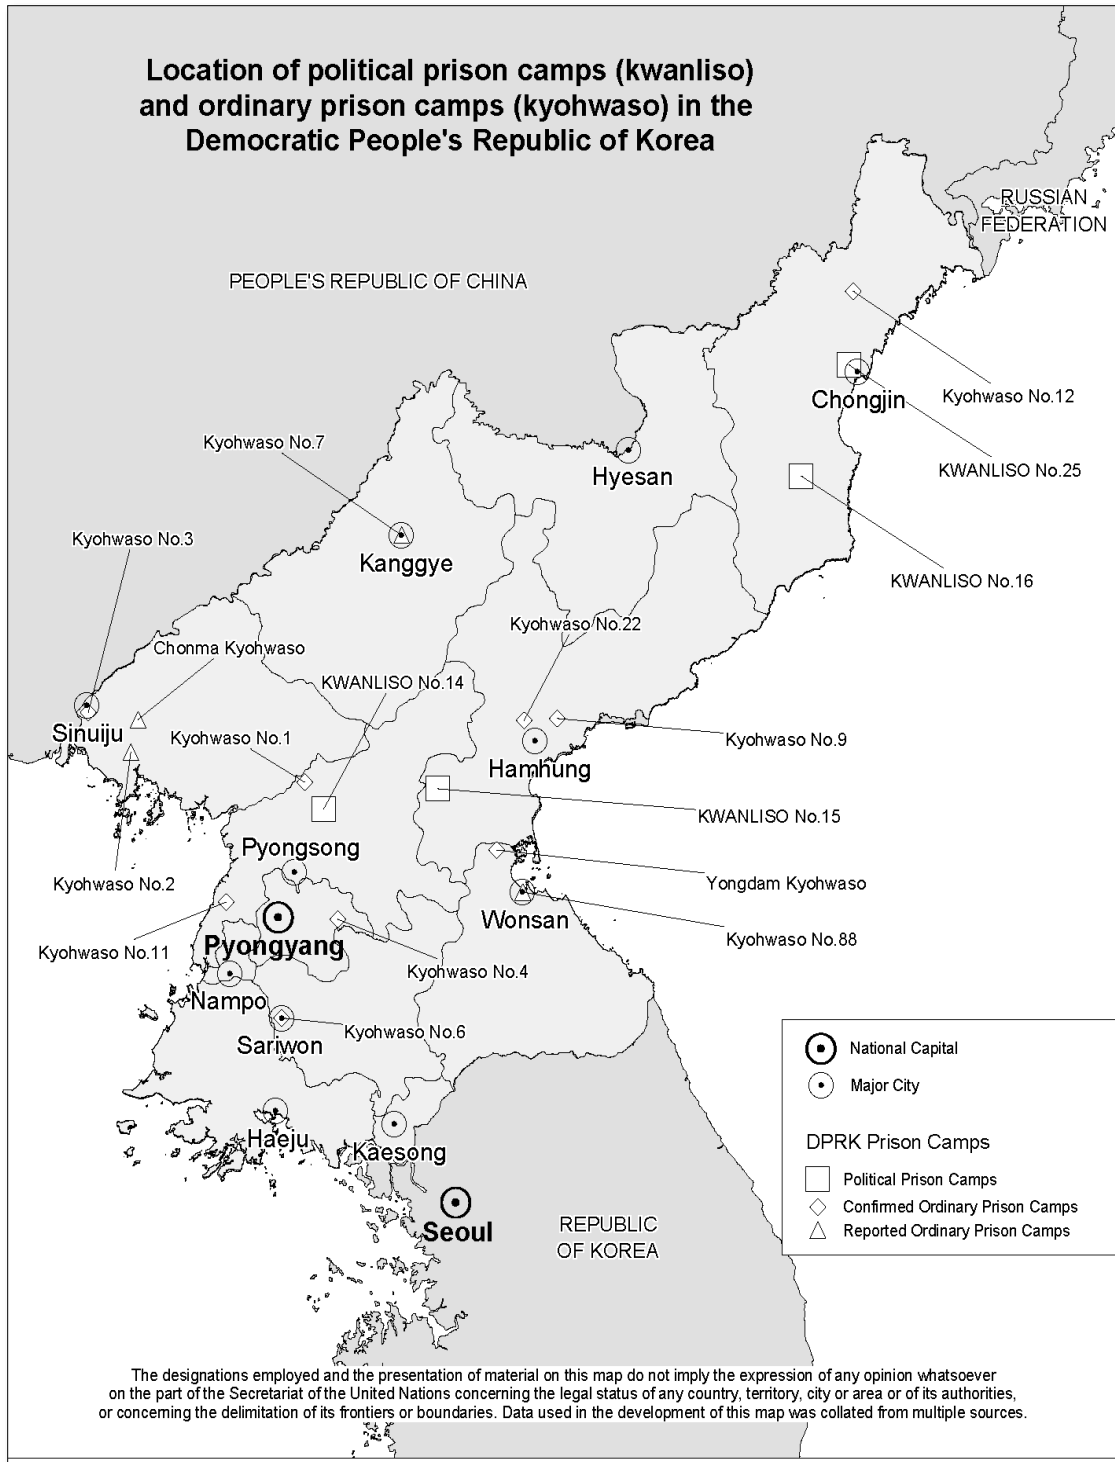 Location of political prison camps (kwanliso)
and ordinary prison camps (kyohwaso) in the
Democratic People's Republic of Korea
RUSSIAN
FEDERATION
PEOPLE'S REPUBLIC OF CHINA
Kyohwaso No.12
Chongjin
Kyohwaso No.7
KWANLISO No.25
Hyesan
Kyohwaso No.3
Kanggye
KWANLISO No.16
Kyohwaso No.22
Chonma Kyohwaso
KWANLISO No.14
Sinuiju
Kyohwaso No.1
Kyohwaso No.9
Hamhung
KWANLISO No.15
Pyongsong
Kyohwaso No.2
Yongdam Kyohwaso
Wonsan
Kyohwaso No.88
Pyongyang
Kyohwaso No.11
Kyohwaso No.4
Nampo
Kyohwaso No.6
Sariwon
Haeju
Kaesong
Seoul
REPUBLIC
OF KOREA
National Capital
Major City
DPRK Prison Camps
Political Prison Camps
Confirmed Ordinary Prison Camps
Reported Ordinary Prison Camps
The designations employed and the presentation of material on this map do not imply the expression of any opinion whatsoever
on the part of the Secretariat of the United Nations concerning the legal status of any country, territory, city or area or of its authorities,
or concerning the delimitation of its frontiers or boundaries. Data used in the development of this map was collated from multiple sources.